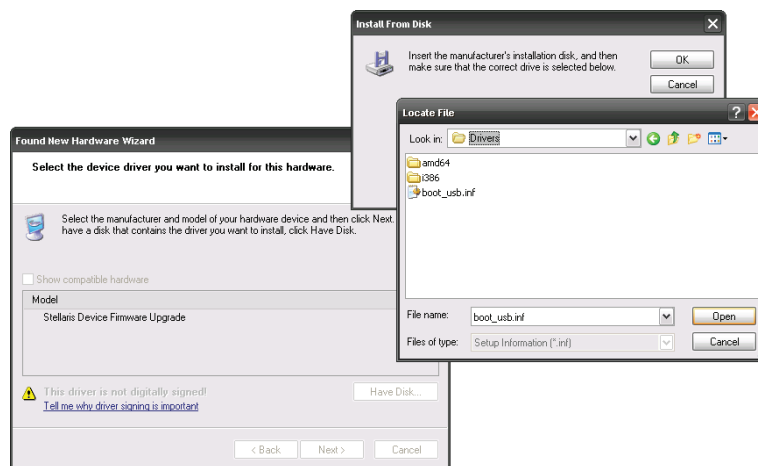 Install From Disk
Insert the manufacturer's installation disk, and then
make sure that the correct drive is selected below.
OK
Cancel
Locate File
Look in: Drivers
amd64
i386
boot_usb.inf
File name: boot_usb.inf
Open
Files of type: Setup Information (*.inf)
Cancel
Found New Hardware Wizard
Select the device driver you want to install for this hardware.
Select the manufacturer and model of your hardware device and then click Next.
have a disk that contains the driver you want to install, click Have Disk.
Show compatible hardware
Model
Stellaris Device Firmware Upgrade
This driver is not digitally signed!
Tell me why driver signing is important
Have Disk...
< Back
Next >
Cancel